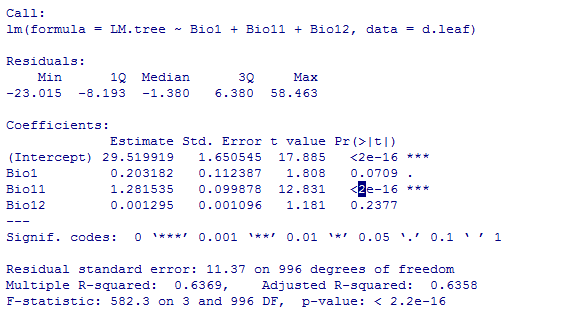 Call:
lm(formula = LM.tree ~ Bio1 + Bio11 + Bio12, data = d.leaf)
Residuals:
Min 1Q Median 3Q Max
-23.015 -8.193 -1.380 6.380 58.463
Coefficients:
Estimate Std. Error t value Pr(>|t|)
(Intercept) 29.519919 1.650545 17.885 <2e-16 ***
Bio1 0.203182 0.112387 1.808 0.0709 .
Bio11 1.281535 0.099878 12.831 <2e-16 ***
Bio12 0.001295 0.001096 1.181 0.2377
---
Signif. codes: 0 ‘***’ 0.001 ‘**’ 0.01 ‘*’ 0.05 ‘.’ 0.1 ‘ ’ 1
Residual standard error: 11.37 on 996 degrees of freedom
Multiple R-squared: 0.6369, Adjusted R-squared: 0.6358
F-statistic: 582.3 on 3 and 996 DF, p-value: < 2.2e-16